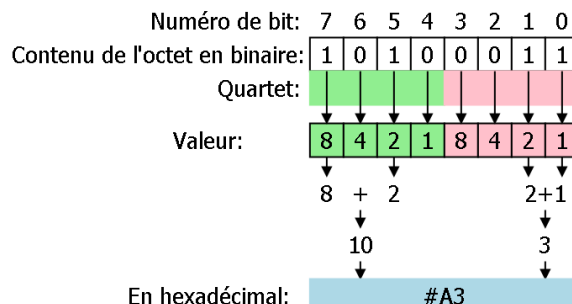 Numéro de bit: 7 6 5 4 3 2 1 0
Contenu de l'octet en binaire: 1 0 1 0 0 0 1 1
Quartet:
Valeur: 8 4 2 1 8 4 2 1
8 + 2 2+1
10 3
En hexadécimal: #A3